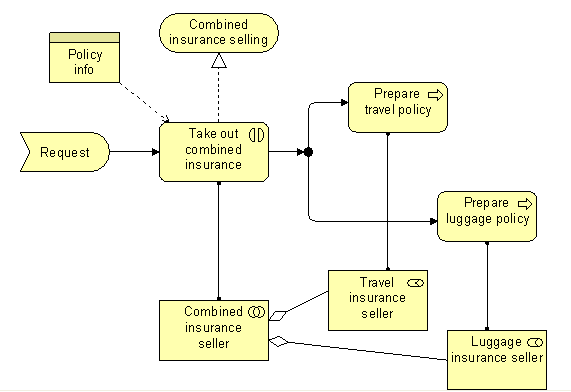 Combined
insurance selling
Policy
info
Prepare
travel policy
Take out
combined
insurance
Request
Prepare
luggage policy
Travel
insurance
seller
Combined
insurance
seller
Luggage
insurance seller